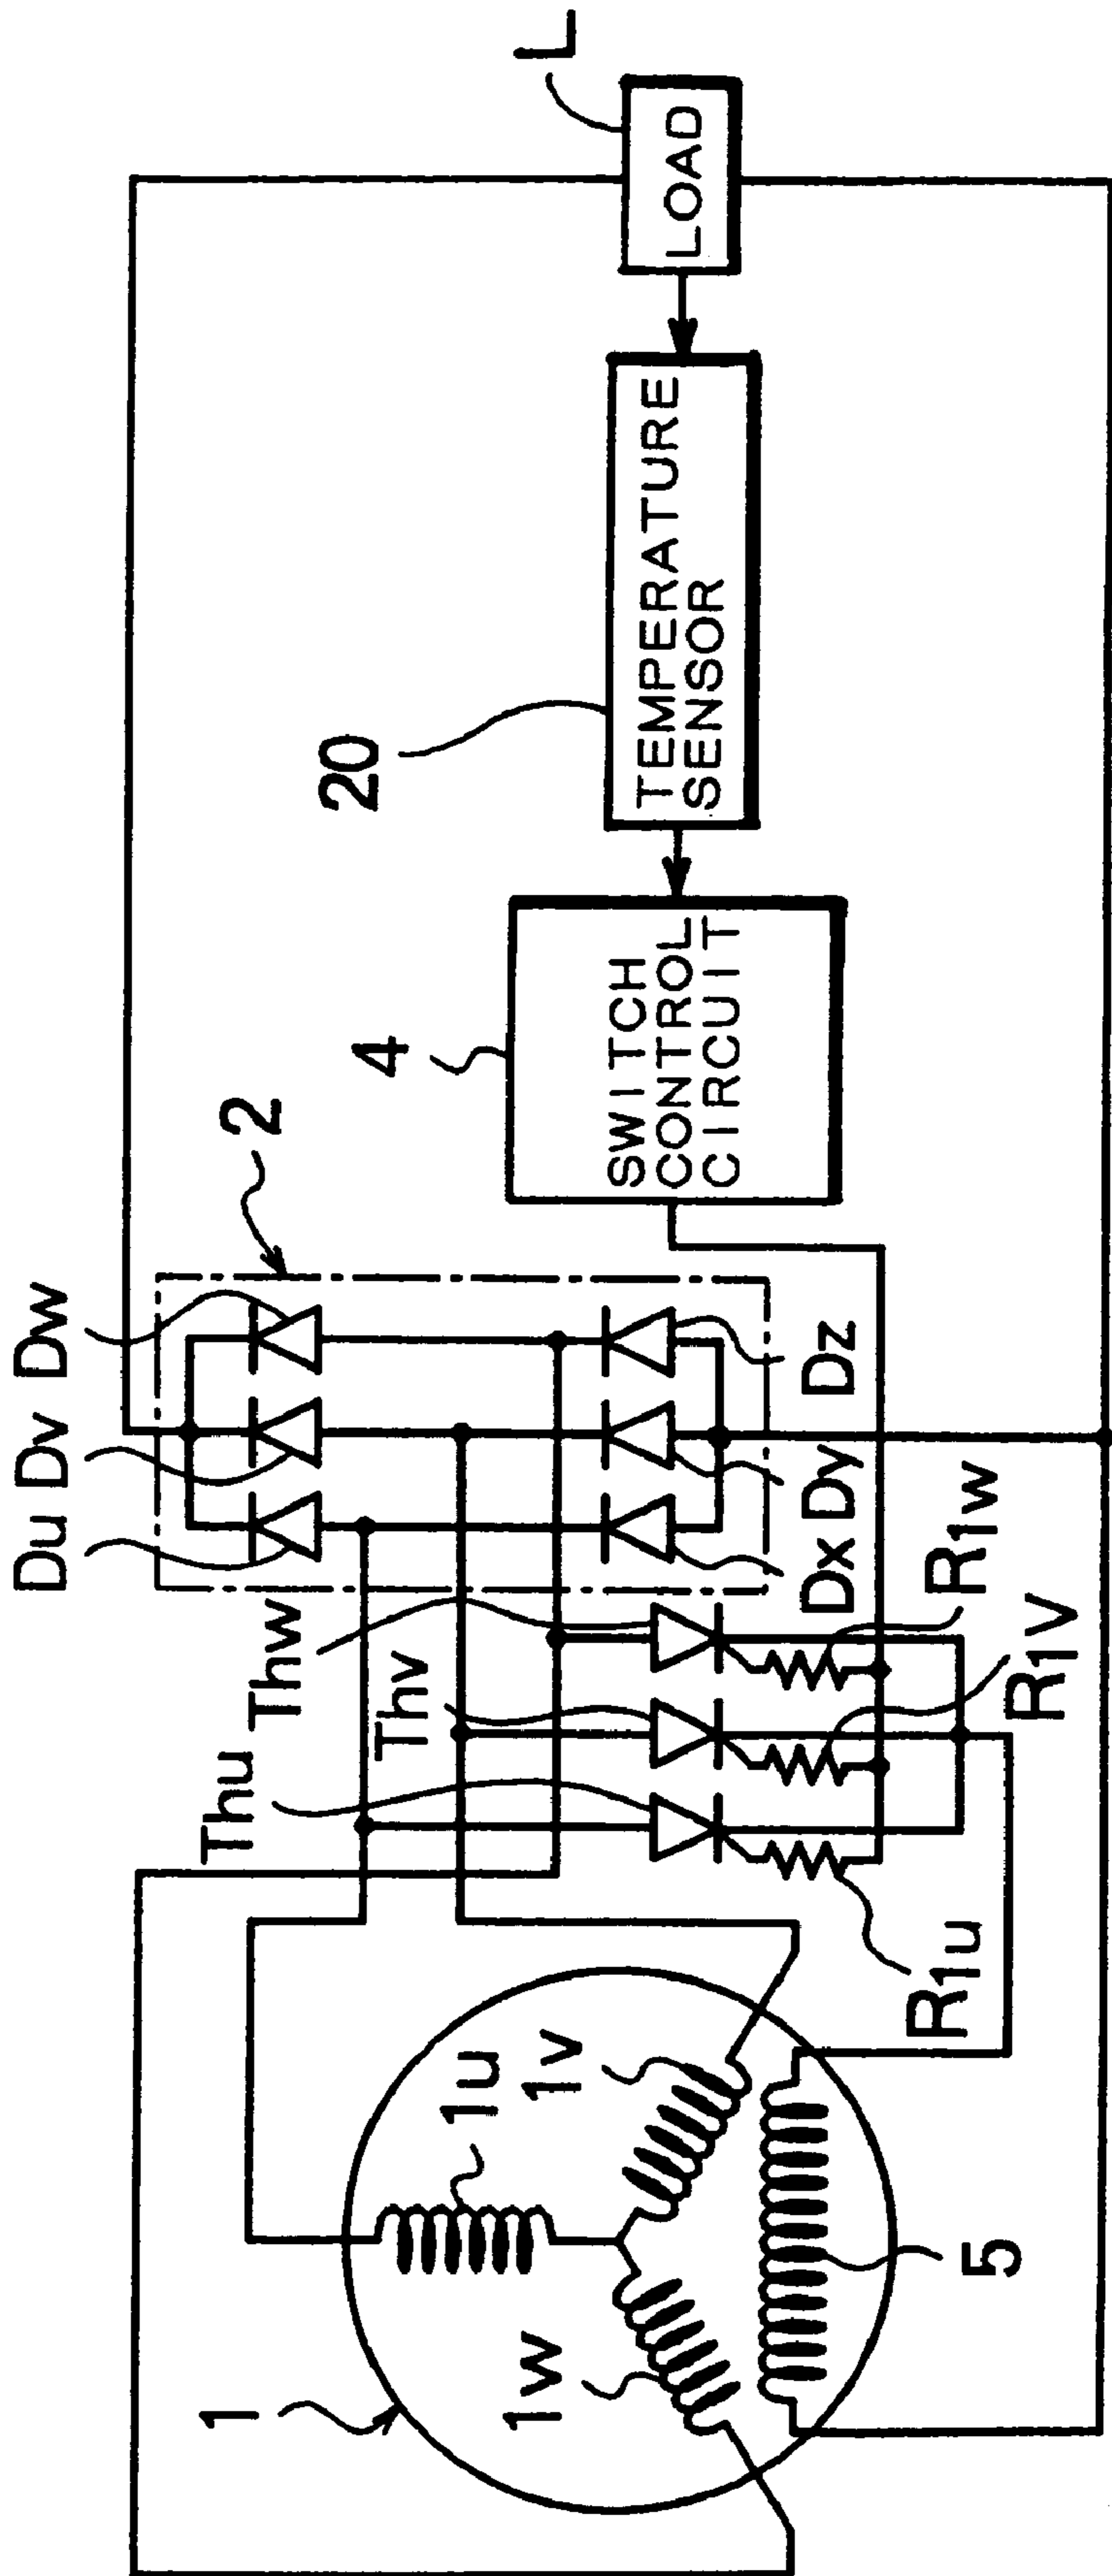 L
LOAD
TEMPERATURE
SENSOR
20
SWITCH
CONTROL
CIRCUIT
4
2
Du Dv Dw
Dx Dy Dz
Thw
Thv
Thu
R1w
R1V
R1u
1u
1v
1w
1
5